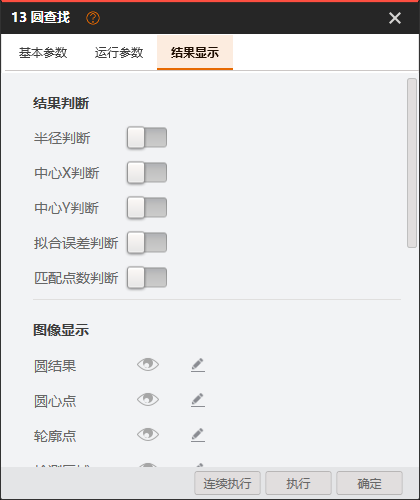 13 圆查找
基本参数 运行参数 结果显示
结果判断
半径判断
中心X判断
中心Y判断
拟合误差判断
匹配点数判断
图像显示
圆结果
圆心点
轮廓点
连续执行 执行 确定